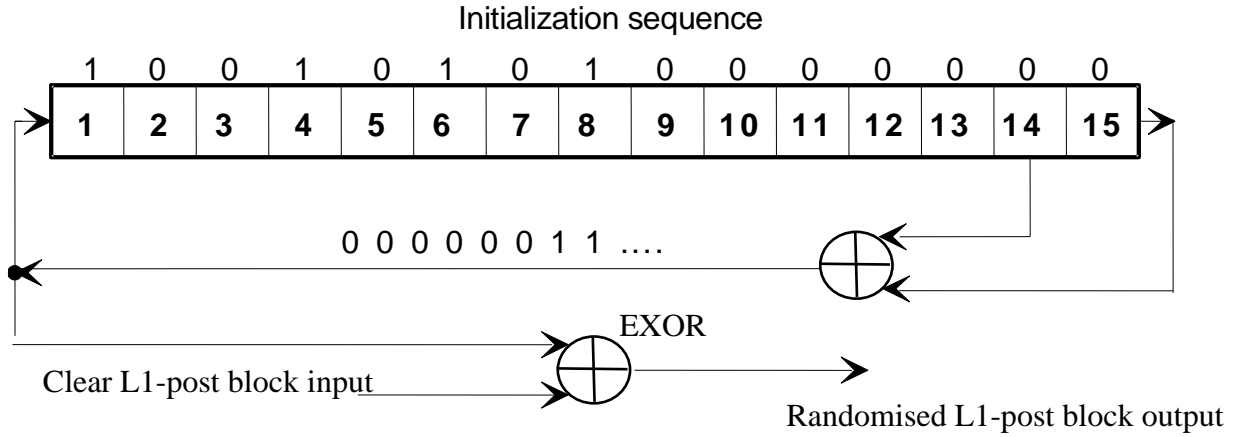 Initialization sequence
1 0 0 1 0 1 0 1 0 0 0 0 0 0 0
1 2 3 4 5 6 7 8 9 10 11 12 13 14 15
0 0 0 0 0 0 1 1 ....
EXOR
Clear L1-post block input
Randomised L1-post block output